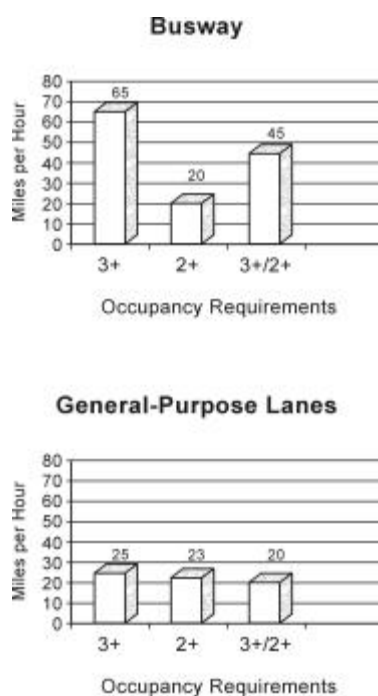 Busway
Miles per Hour
80
70
60
50
40
30
20
10
0
65
20
45
3+ 2+ 3+/2+
Occupancy Requirements
General-Purpose Lanes
Miles per Hour
80
70
60
50
40
30
20
10
0
25 23 20
3+ 2+ 3+/2+
Occupancy Requirements